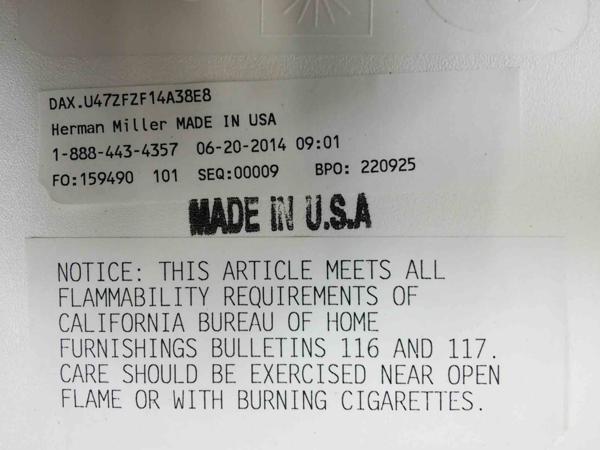 DAX.U47ZFZF14A38E8
Herman Miller MADE IN USA
1-888-443-4357 06-20-2014 09:01
FO:159490 101 SEQ:00009 BPO: 220925
MADE IN U.S.A
NOTICE: THIS ARTICLE MEETS ALL
FLAMMABILITY REQUIREMENTS OF
CALIFORNIA BUREAU OF HOME
FURNISHINGS BULLETINS 116 AND 117.
CARE SHOULD BE EXERCISED NEAR OPEN
FLAME OR WITH BURNING CIGARETTES.